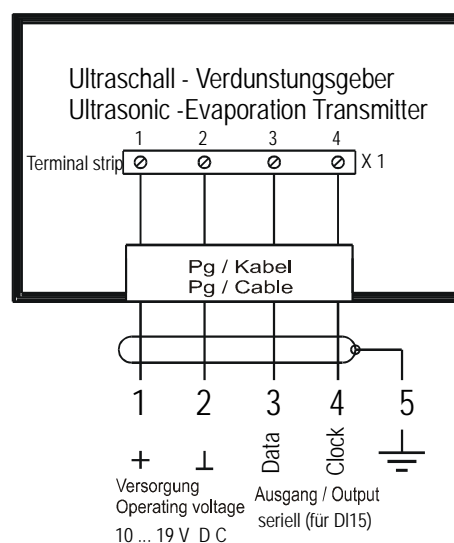 Ultraschall - Verdunstungsgeber
Ultrasonic -Evaporation Transmitter
1 2 3 4
Terminal strip X 1
Pg / Kabel
Pg / Cable
1 2 3 4 5
+ ⊥ Data Clock
Versorgung
Operating voltage
10 ... 19 V D C
Ausgang / Output
seriell (für DI15)